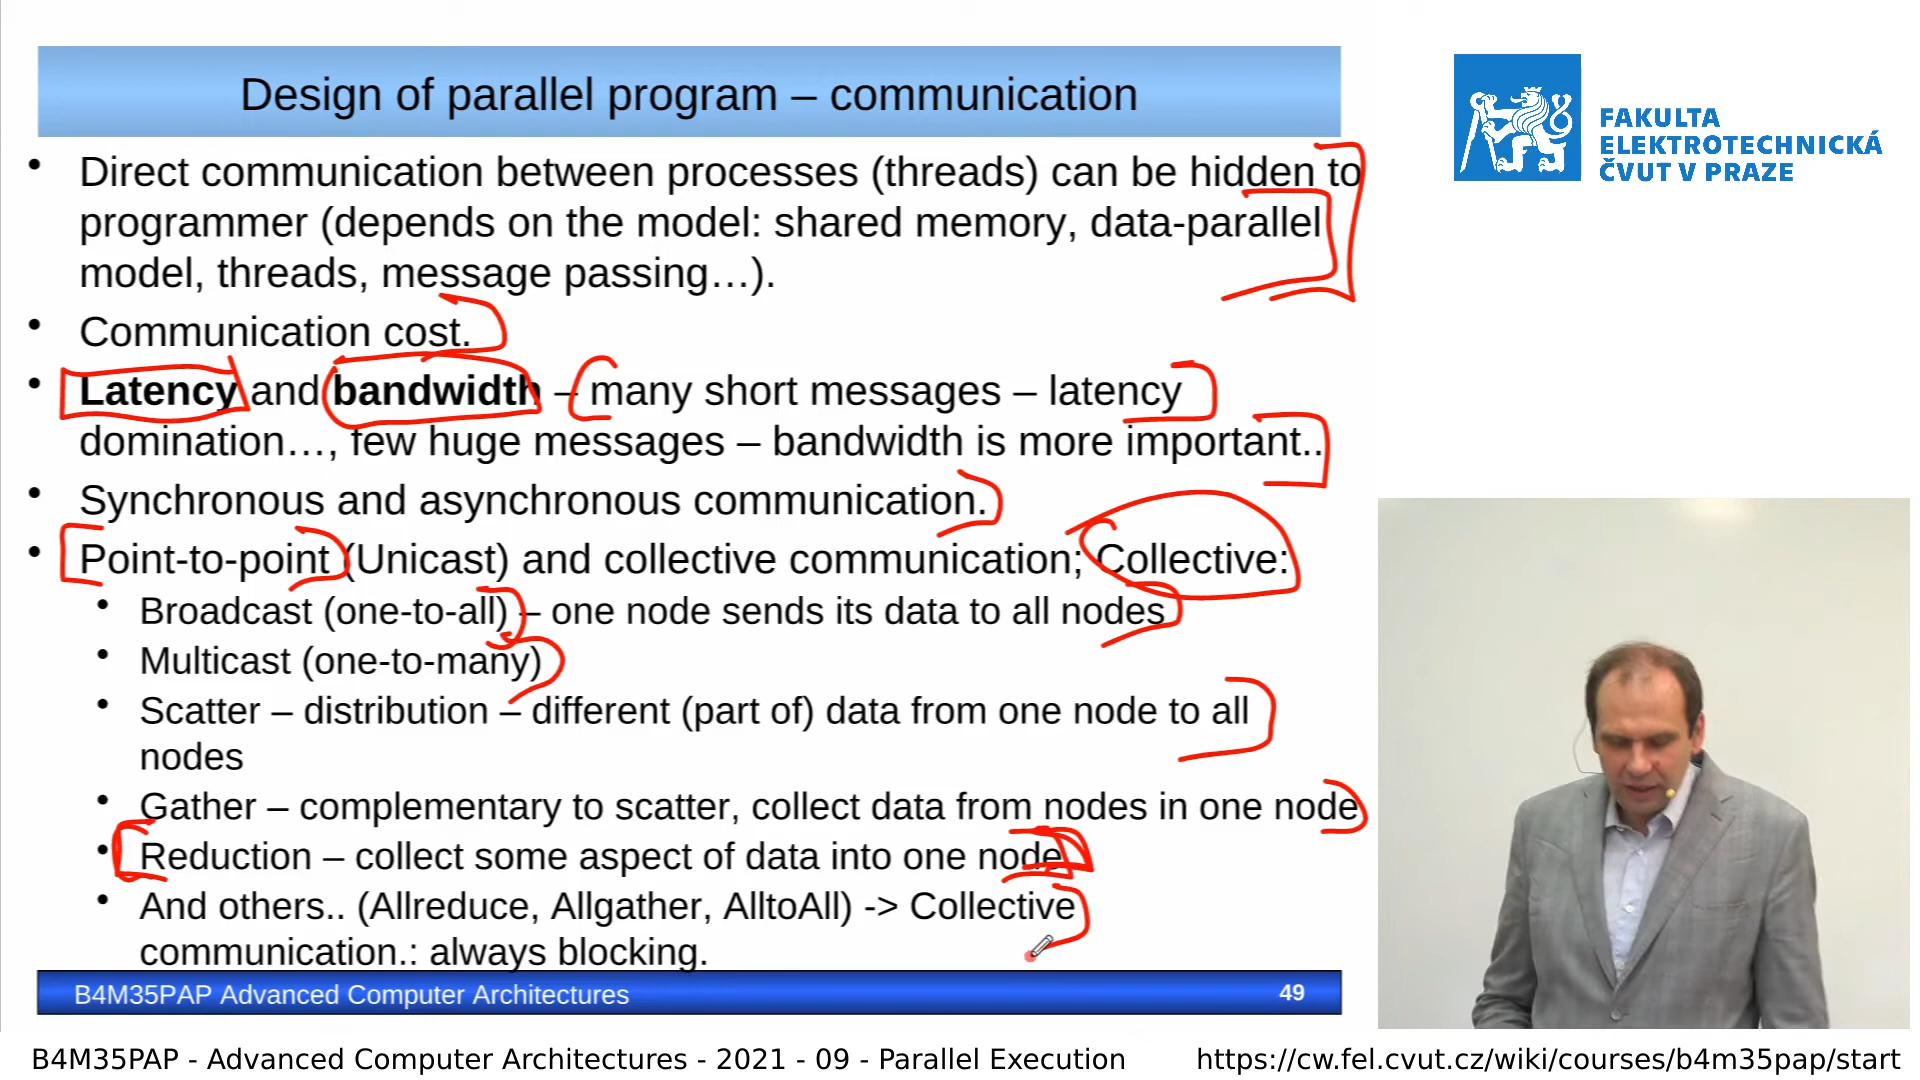 Design of parallel program – communication
FAKULTA
ELEKTROTECHNICKÁ
ČVUT V PRAZE
• Direct communication between processes (threads) can be hidden to
programmer (depends on the model: shared memory, data-parallel
model, threads, message passing…).
• Communication cost.
• Latency and bandwidth – many short messages – latency
domination…, few huge messages – bandwidth is more important..
• Synchronous and asynchronous communication.
• Point-to-point (Unicast) and collective communication; Collective:
• Broadcast (one-to-all) – one node sends its data to all nodes
• Multicast (one-to-many)
• Scatter – distribution – different (part of) data from one node to all
nodes
• Gather – complementary to scatter, collect data from nodes in one node
• Reduction – collect some aspect of data into one node
• And others.. (Allreduce, Allgather, AlltoAll) -> Collective
communication.: always blocking.
B4M35PAP Advanced Computer Architectures 49
B4M35PAP - Advanced Computer Architectures - 2021 - 09 - Parallel Execution https://cw.fel.cvut.cz/wiki/courses/b4m35pap/start